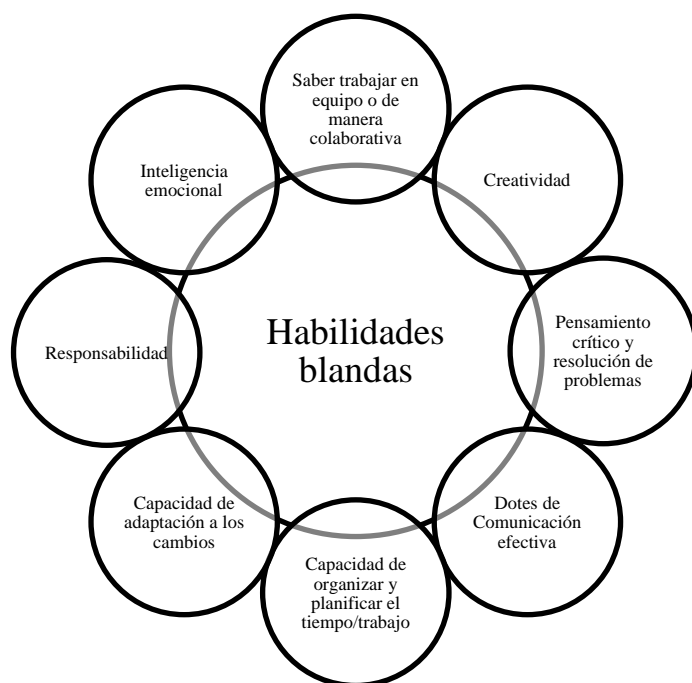 Saber trabajar en
equipo o de
manera
colaborativa
Creatividad
Pensamiento
crítico y
resolución de
problemas
Dotes de
Comunicación
efectiva
Capacidad de
organizar y
planificar el
tiempo/trabajo
Capacidad de
adaptación a los
cambios
Responsabilidad
Inteligencia
emocional
Habilidades
blandas